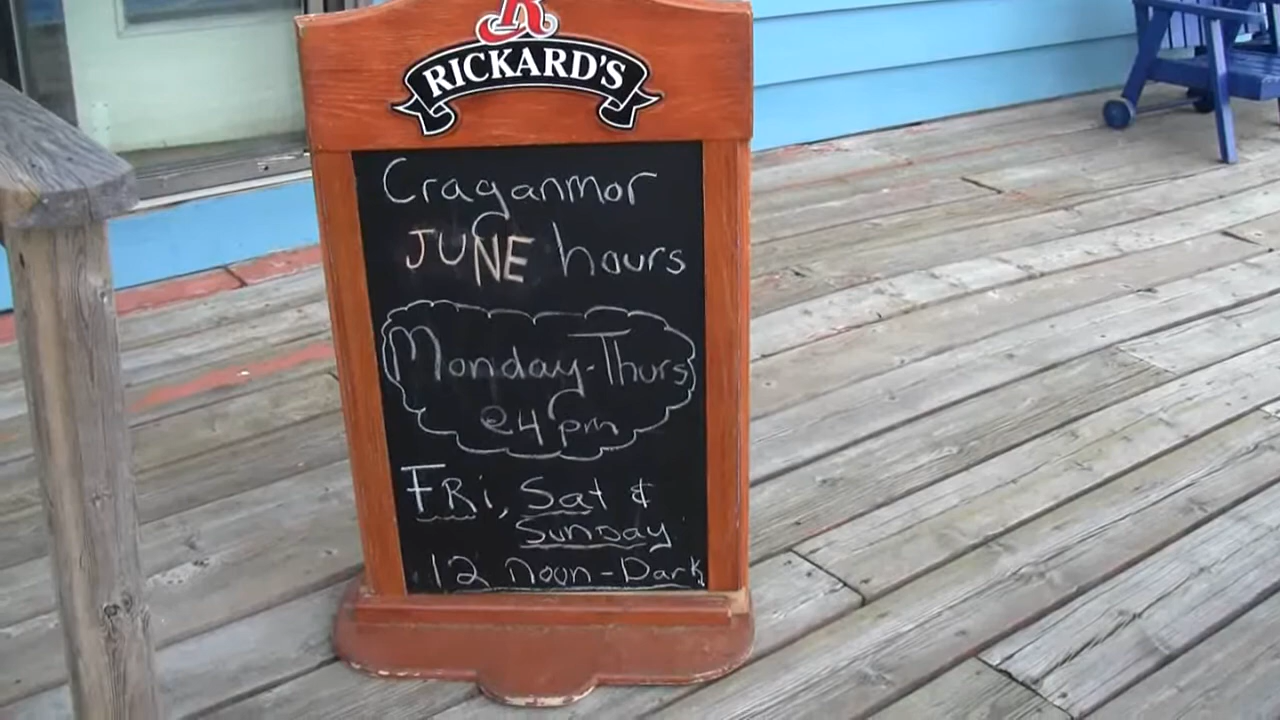 R
RICKARD'S
Craganmor
JUNE hours
Monday-Thurs
@4pm
FRi, Sat &
Sunday
12 noon-Dark